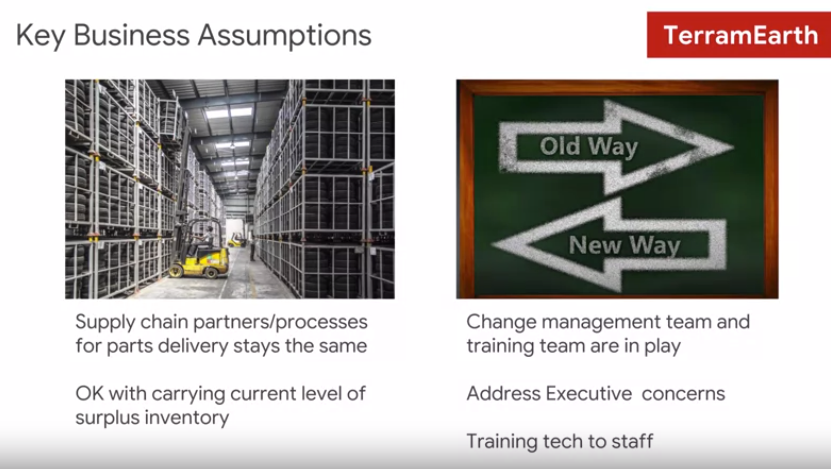 Key Business Assumptions
TerramEarth
Old Way
New Way
Supply chain partners/processes
for parts delivery stays the same
OK with carrying current level of
surplus inventory
Change management team and
training team are in play
Address Executive  concerns
Training tech to staff